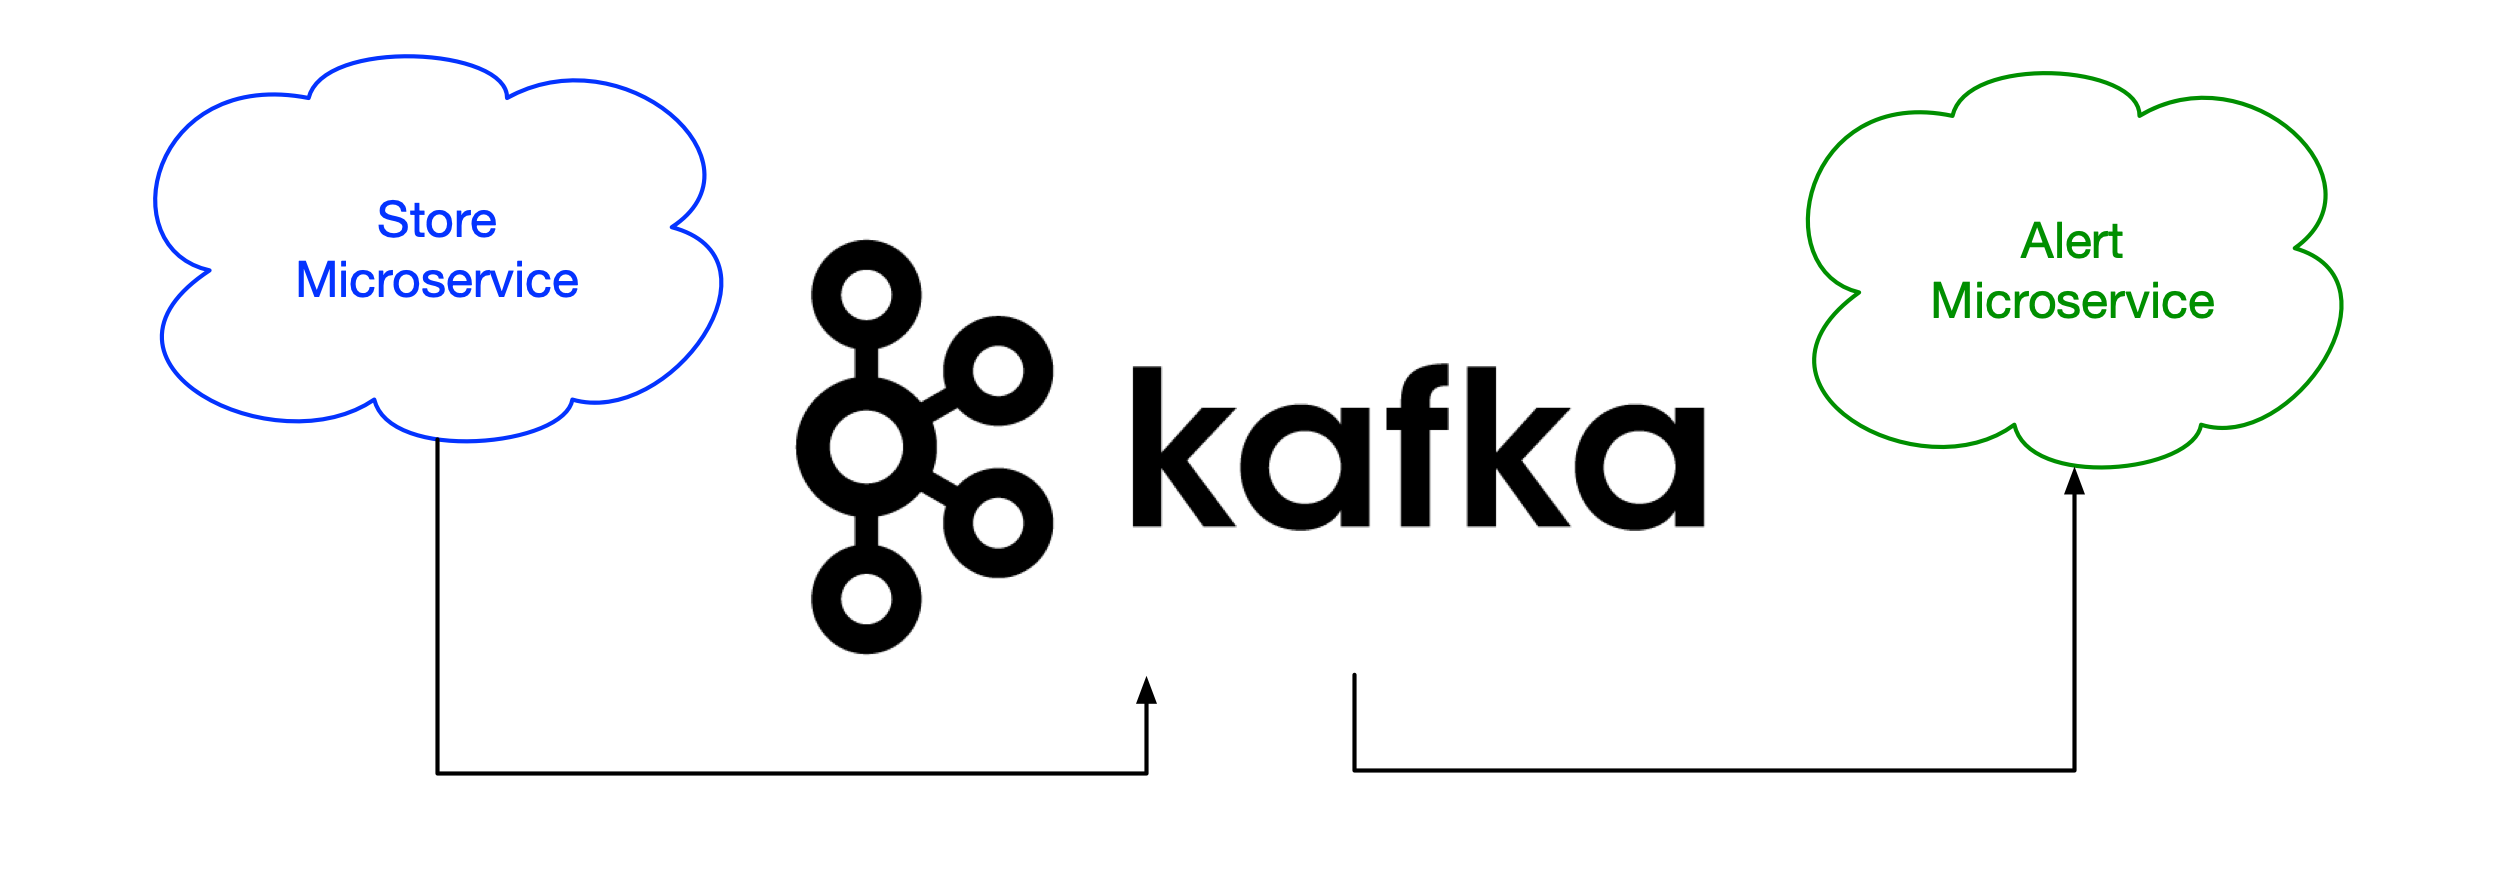 Store
Microservice
kafka
Alert
Microservice